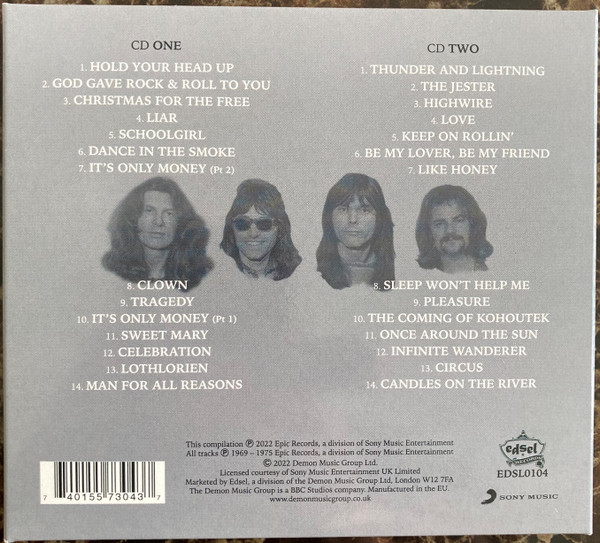 CD ONE
1. HOLD YOUR HEAD UP
2. GOD GAVE ROCK & ROLL TO YOU
3. CHRISTMAS FOR THE FREE
4. LIAR
5. SCHOOLGIRL
6. DANCE IN THE SMOKE
7. IT'S ONLY MONEY (Pt 2)
8. CLOWN
9. TRAGEDY
10. IT'S ONLY MONEY (Pt 1)
11. SWEET MARY
12. CELEBRATION
13. LOTHLORIEN
14. MAN FOR ALL REASONS
CD TWO
1. THUNDER AND LIGHTNING
2. THE JESTER
3. HIGHWIRE
4. LOVE
5. KEEP ON ROLLIN'
6. BE MY LOVER, BE MY FRIEND
7. LIKE HONEY
8. SLEEP WON'T HELP ME
9. PLEASURE
10. THE COMING OF KOHOUTEK
11. ONCE AROUND THE SUN
12. INFINITE WANDERER
13. CIRCUS
14. CANDLES ON THE RIVER
This compilation ℗ 2022 Epic Records, a division of Sony Music Entertainment
All tracks ℗ 1969 – 1975 Epic Records, a division of Sony Music Entertainment
© 2022 Demon Music Group Ltd.
Licensed courtesy of Sony Music Entertainment UK Limited
Marketed by Edsel, a division of the Demon Music Group Ltd, London W12 7FA
The Demon Music Group is a BBC Studios company. Manufactured in the EU.
www.demonmusicgroup.co.uk
7 40155 73043 7
edsel
EDSL0104
SONY MUSIC